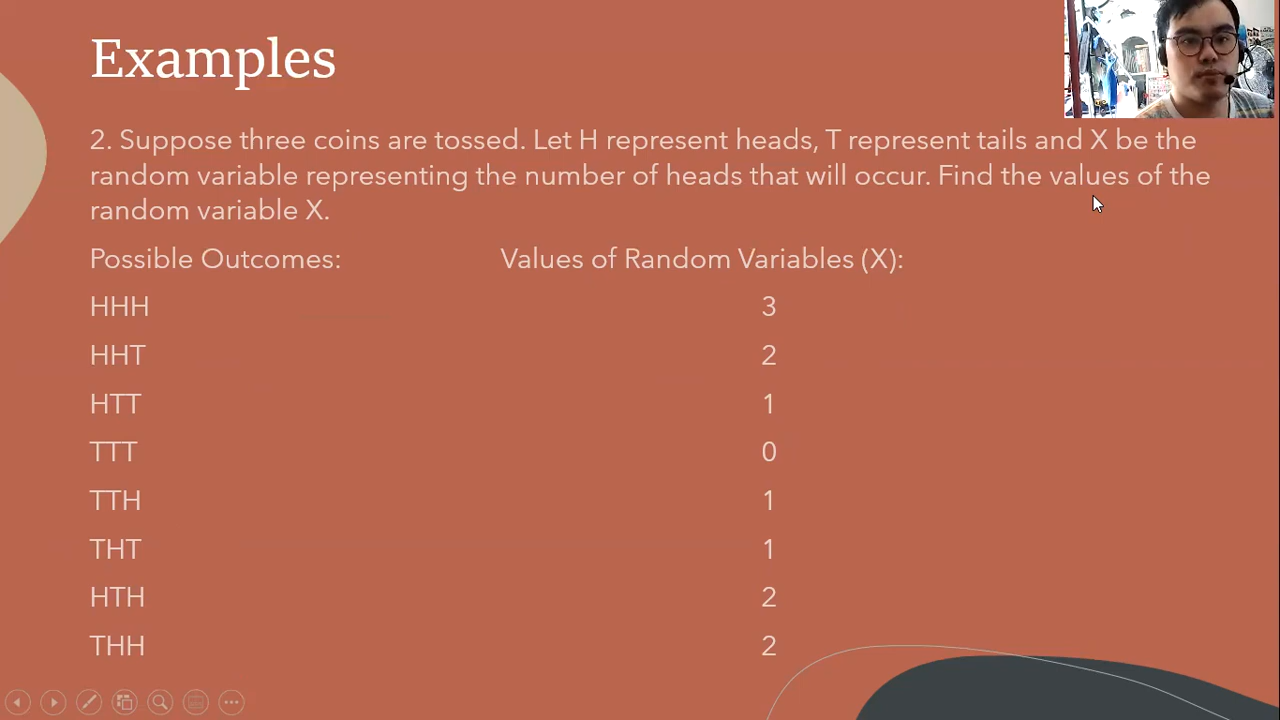 Examples
2. Suppose three coins are tossed. Let H represent heads, T represent tails and X be the
random variable representing the number of heads that will occur. Find the values of the
random variable X.
Possible Outcomes: Values of Random Variables (X):
HHH 3
HHT 2
HTT 1
TTT 0
TTH 1
THT 1
HTH 2
THH 2